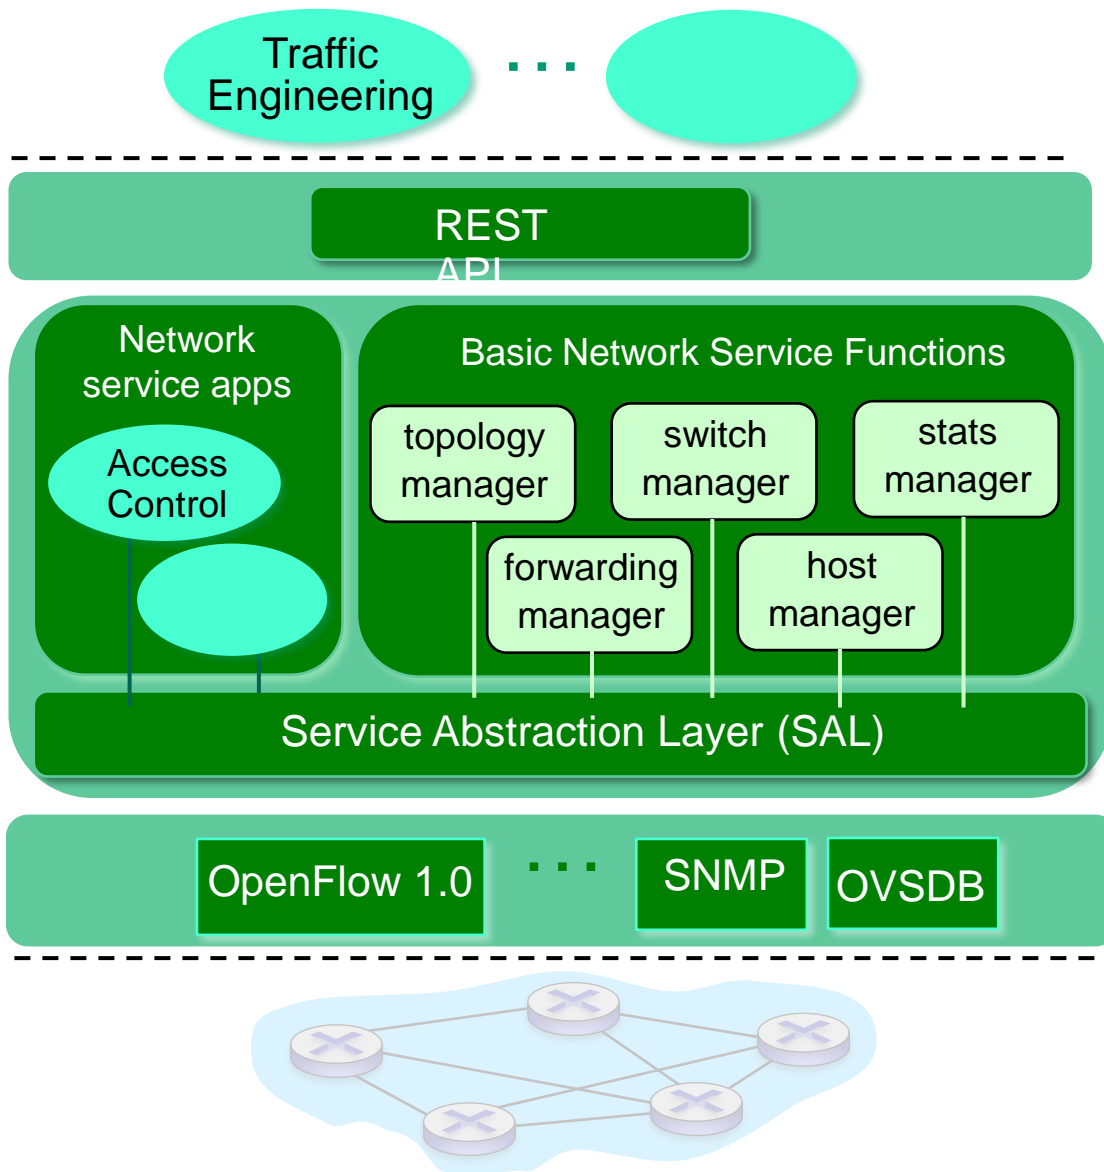 Traffic
Engineering
. . .
REST
API
Network
service apps
Basic Network Service Functions
Access
Control
topology
manager
switch
manager
stats
manager
forwarding
manager
host
manager
Service Abstraction Layer (SAL)
OpenFlow 1.0
. . .
SNMP
OVSDB